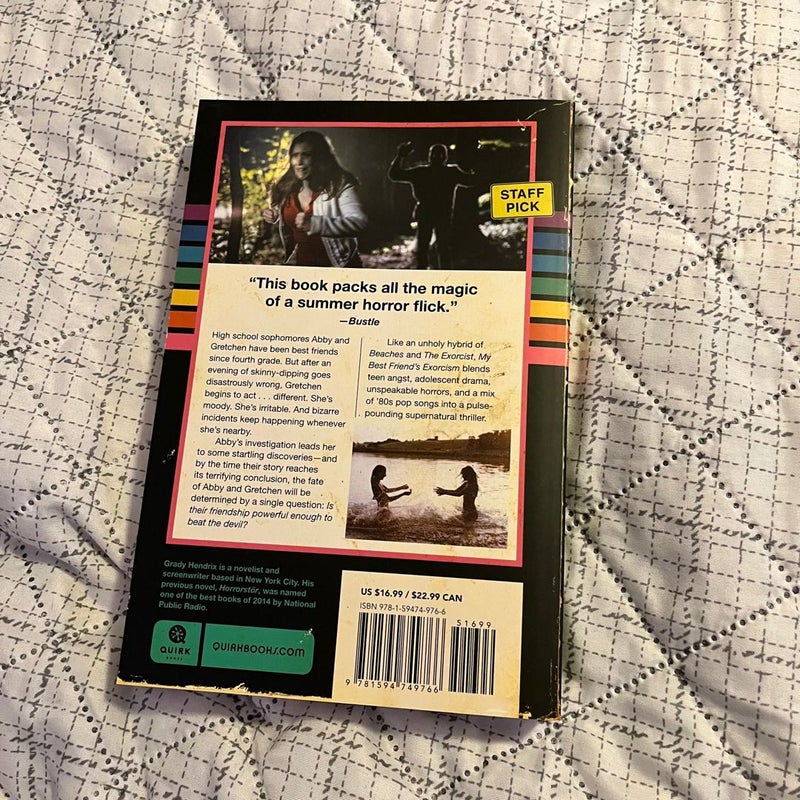 STAFF
PICK
“This book packs all the magic
of a summer horror flick.”
—Bustle
High school sophomores Abby and
Gretchen have been best friends
since fourth grade. But after an
evening of skinny-dipping goes
disastrously wrong, Gretchen
begins to act . . . different. She’s
moody. She’s irritable. And bizarre
incidents keep happening whenever
she’s nearby.
Abby’s investigation leads her
to some startling discoveries—and
by the time their story reaches
its terrifying conclusion, the fate
of Abby and Gretchen will be
determined by a single question: Is
their friendship powerful enough to
beat the devil?
Like an unholy hybrid of
Beaches and The Exorcist, My
Best Friend’s Exorcism blends
teen angst, adolescent drama,
unspeakable horrors, and a mix
of ’80s pop songs into a pulse-
pounding supernatural thriller.
Grady Hendrix is a novelist and
screenwriter based in New York City. His
previous novel, Horrorstör, was named
one of the best books of 2014 by National
Public Radio.
QUIRK
BOOKS
QUIRKBOOKS.COM
US $16.99 / $22.99 CAN
ISBN 978-1-59474-976-6
51699
9 781594 749766